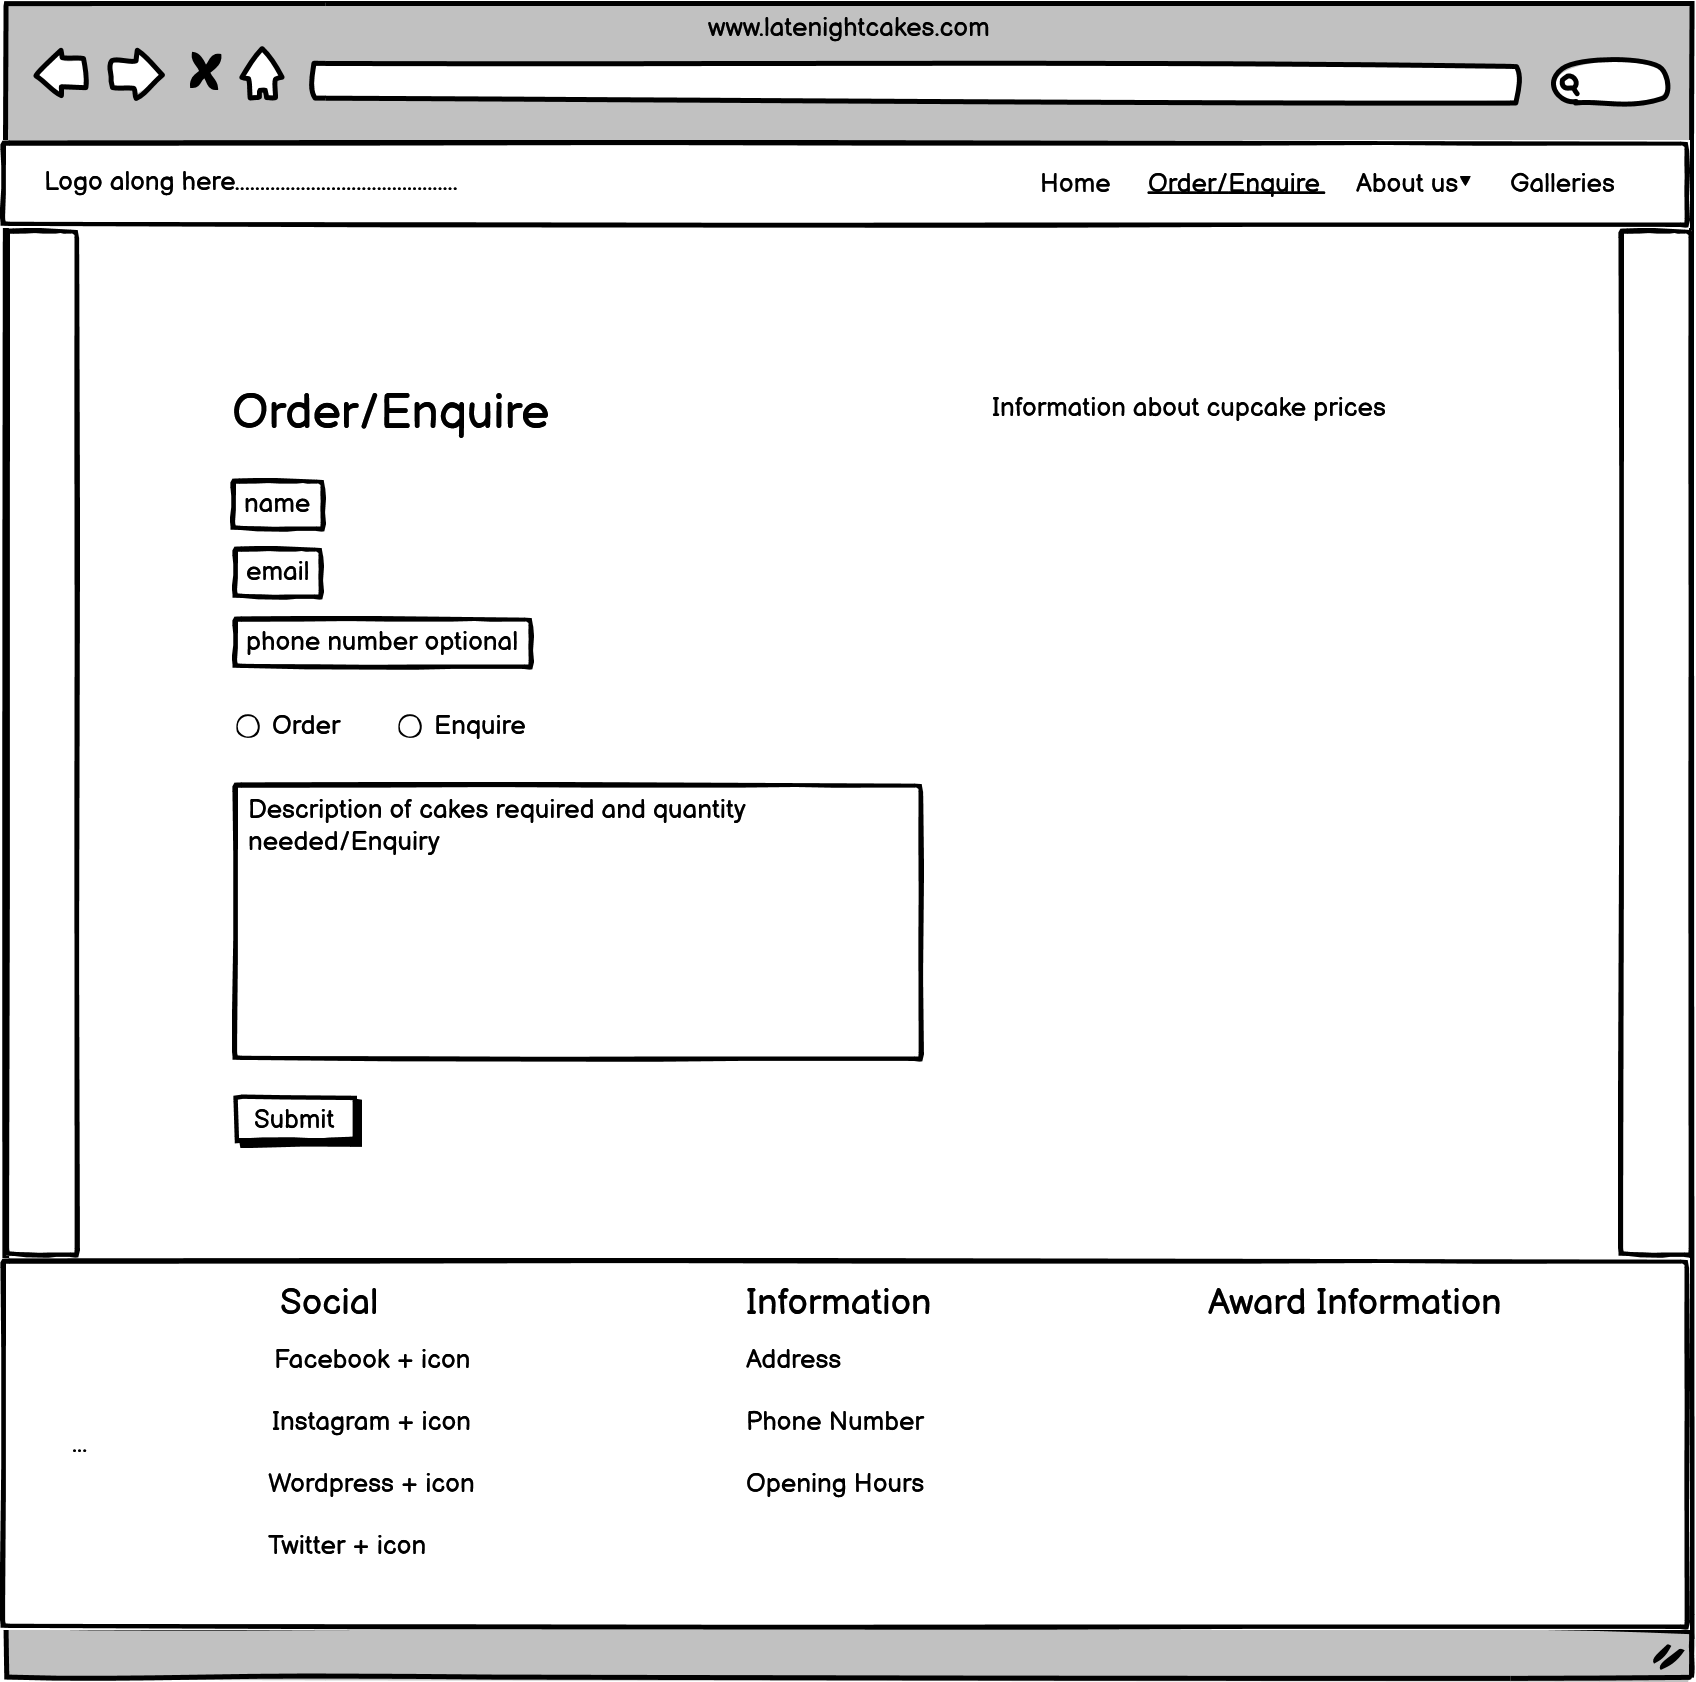 www.latenightcakes.com
Logo along here............................................
Home Order/Enquire About us▾ Galleries
Order/Enquire
Information about cupcake prices
name
email
phone number optional
Order Enquire
Description of cakes required and quantity
needed/Enquiry
Submit
Social Information Award Information
Facebook + icon Address
Instagram + icon Phone Number
...
Wordpress + icon Opening Hours
Twitter + icon